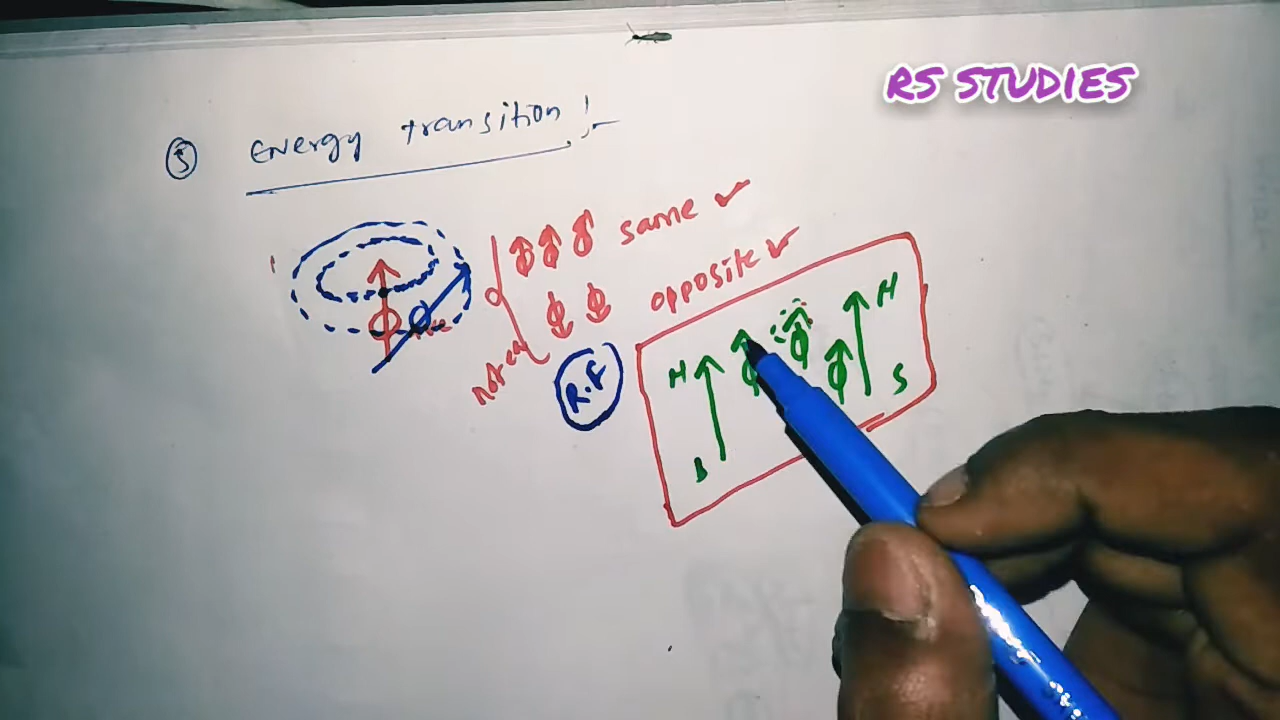 RS STUDIES
5 Energy transition :-
same ✓
opposite ✓
R.F
H
H
S